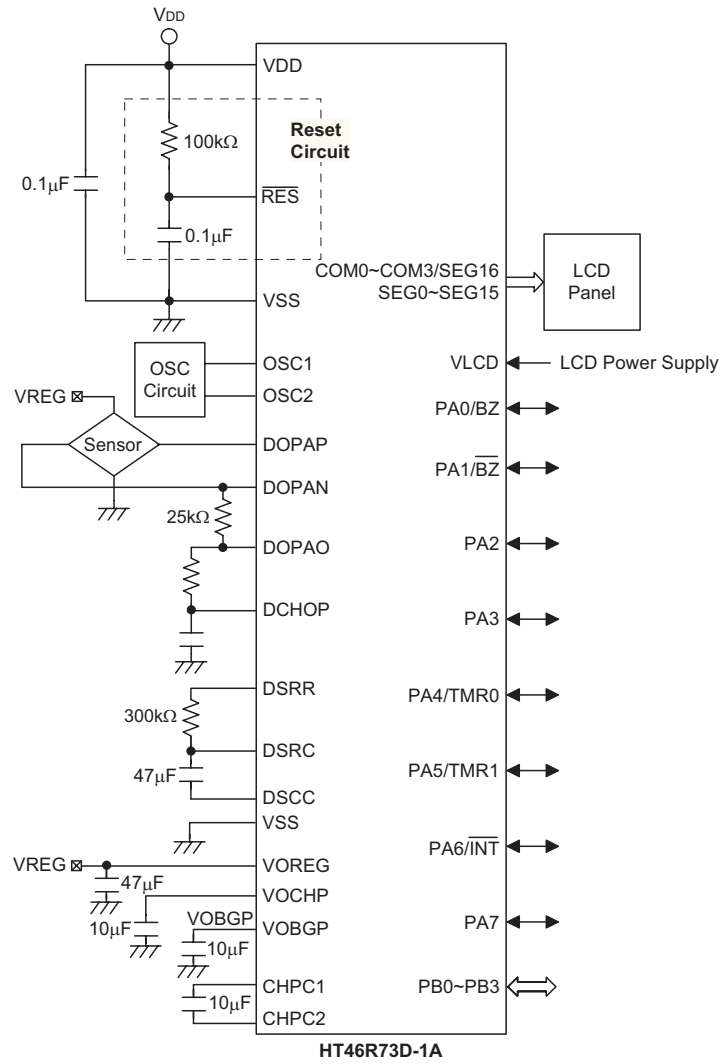 VDD
VDD
Reset
Circuit
100kΩ
0.1μF
R̅E̅S̅
0.1μF
VSS
COM0~COM3/SEG16
SEG0~SEG15
LCD
Panel
OSC
Circuit
OSC1
OSC2
VLCD
LCD Power Supply
VREG
Sensor
DOPAP
DOPAN
25kΩ
DOPAO
DCHOP
DSRR
300kΩ
DSRC
47μF
DSCC
VSS
VREG
VOREG
47μF
VOCHP
10μF
VOBGP
VOBGP
10μF
CHPC1
10μF
CHPC2
PA0/BZ
PA1/B̅Z̅
PA2
PA3
PA4/TMR0
PA5/TMR1
PA6/I̅N̅T̅
PA7
PB0~PB3
HT46R73D-1A